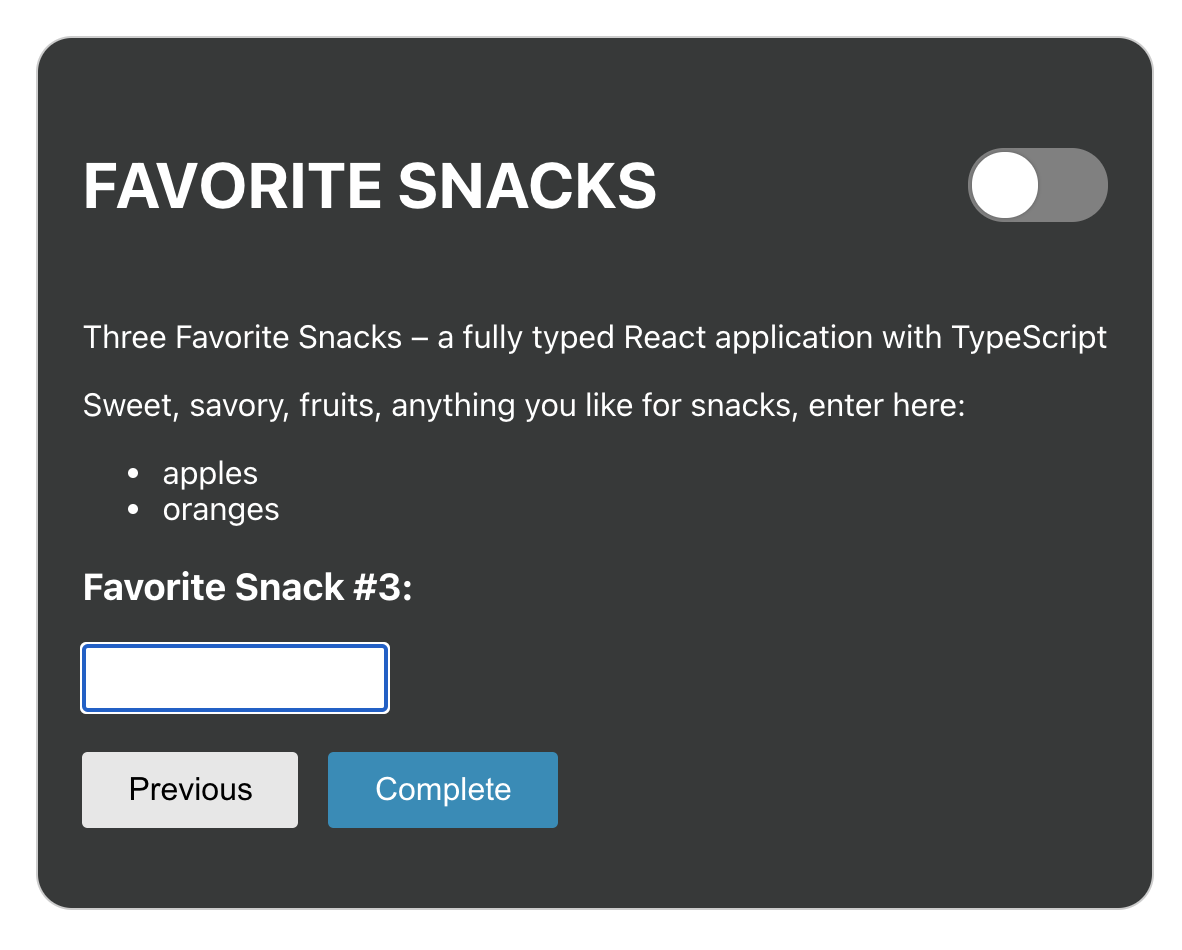 FAVORITE SNACKS
Three Favorite Snacks – a fully typed React application with TypeScript
Sweet, savory, fruits, anything you like for snacks, enter here:
• apples
• oranges
Favorite Snack #3:
Previous Complete